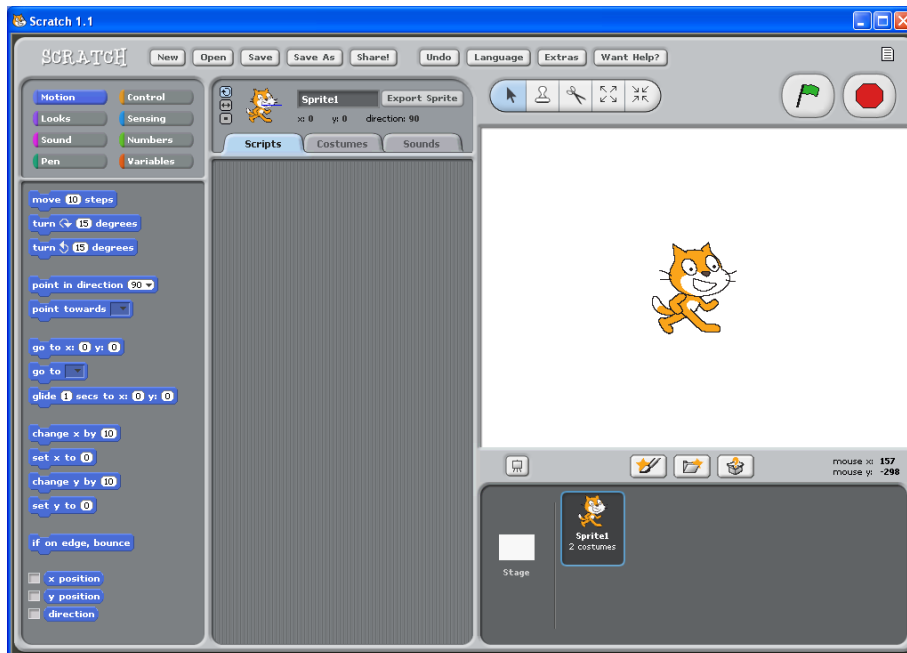 Scratch 1.1
SCRATCH New Open Save Save As Share! Undo Language Extras Want Help?
Motion Control
Looks Sensing
Sound Numbers
Pen Variables
Sprite1 Export Sprite
x: 0 y: 0 direction: 90
Scripts Costumes Sounds
move 10 steps
turn 15 degrees
turn 15 degrees
point in direction 90
point towards
go to x: 0 y: 0
go to
glide 1 secs to x: 0 y: 0
change x by 10
set x to 0
change y by 10
set y to 0
if on edge, bounce
x position
y position
direction
mouse x: 157
mouse y: -298
Stage
Sprite1
2 costumes